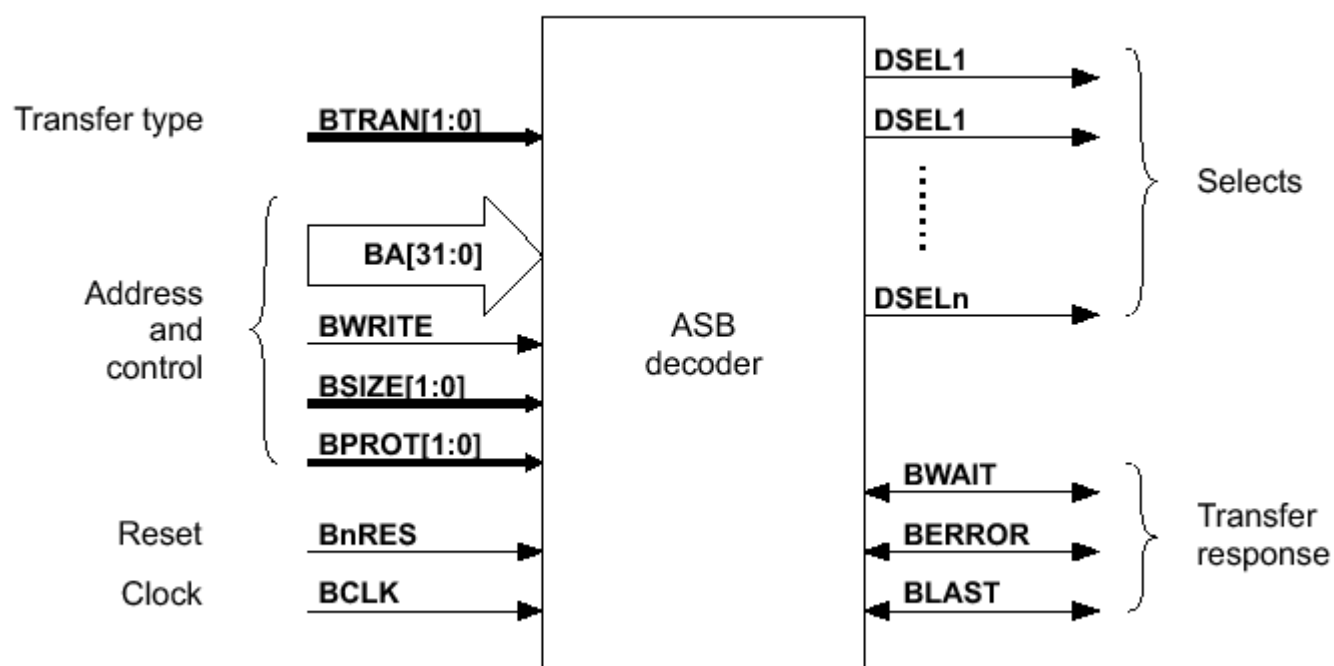 Transfer type
BTRAN[1:0]
Address
and
control
BA[31:0]
BWRITE
BSIZE[1:0]
BPROT[1:0]
Reset
BnRES
Clock
BCLK
ASB
decoder
DSEL1
DSEL1
DSELn
Selects
BWAIT
BERROR
BLAST
Transfer
response